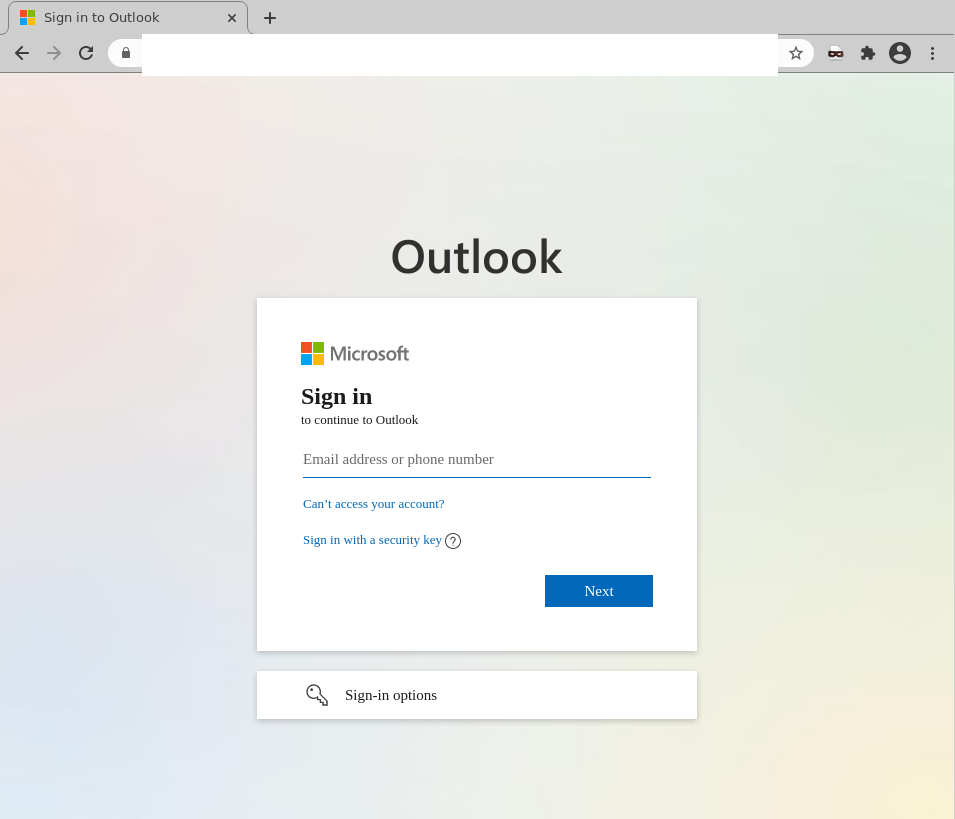 Sign in to Outlook
Outlook
Microsoft
Sign in
to continue to Outlook
Email address or phone number
Can’t access your account?
Sign in with a security key ?
Next
Sign-in options